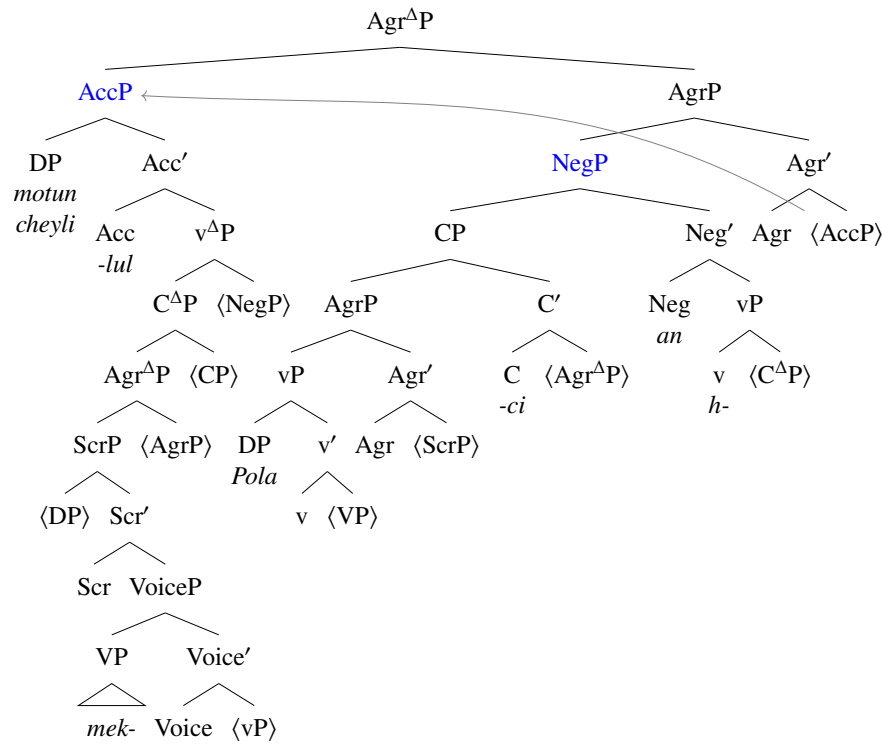 Agr^ΔP
AccP AgrP
DP Acc′ NegP Agr′
motun
cheyli
Acc v^ΔP CP Neg′ Agr ⟨AccP⟩
-lul
C^ΔP ⟨NegP⟩ AgrP C′ Neg vP
an
Agr^ΔP ⟨CP⟩ vP Agr′ C ⟨Agr^ΔP⟩ v ⟨C^ΔP⟩
-ci h-
ScrP ⟨AgrP⟩ DP v′ Agr ⟨ScrP⟩
Pola
⟨DP⟩ Scr′ v ⟨VP⟩
Scr VoiceP
VP Voice′
mek- Voice ⟨vP⟩